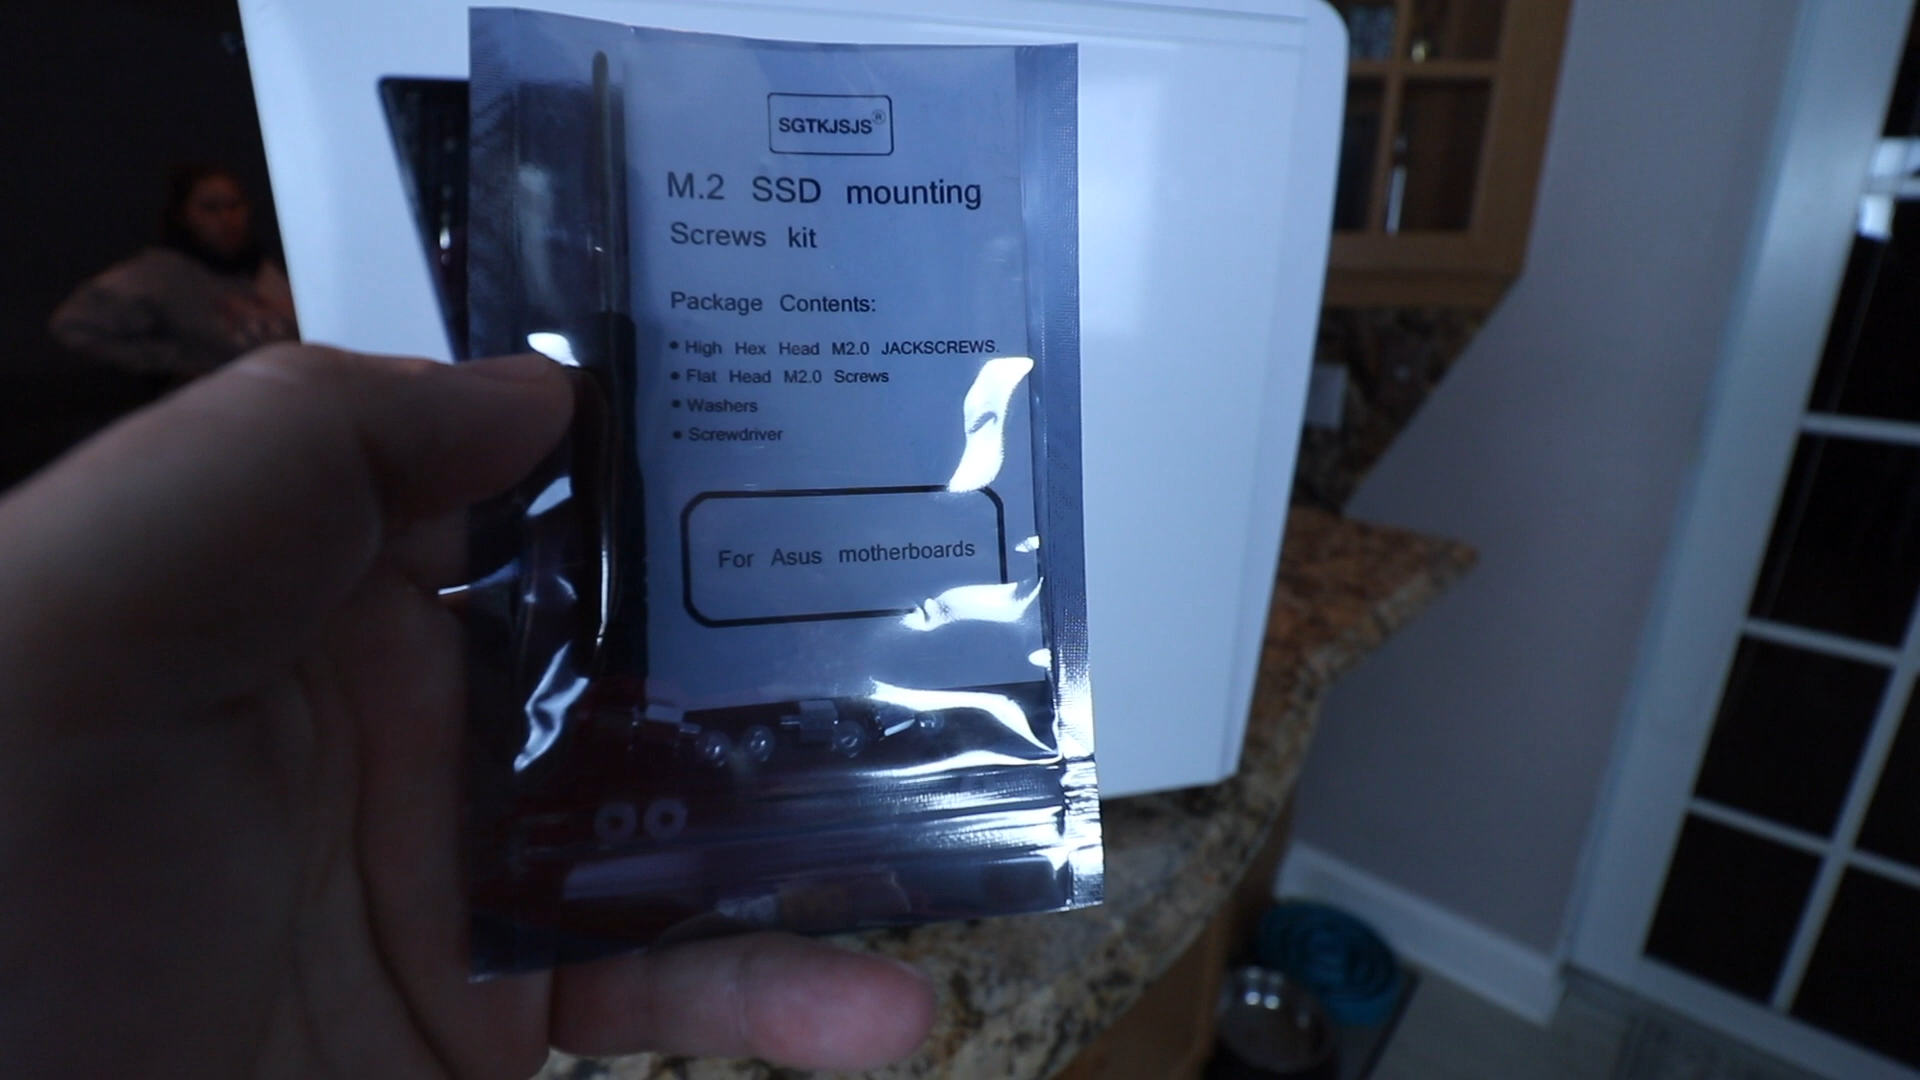 SGTKJSJS®
M.2 SSD mounting
Screws kit
Package Contents:
• High Hex Head M2.0 JACKSCREWS.
• Flat Head M2.0 Screws
• Washers
• Screwdriver
For Asus motherboards